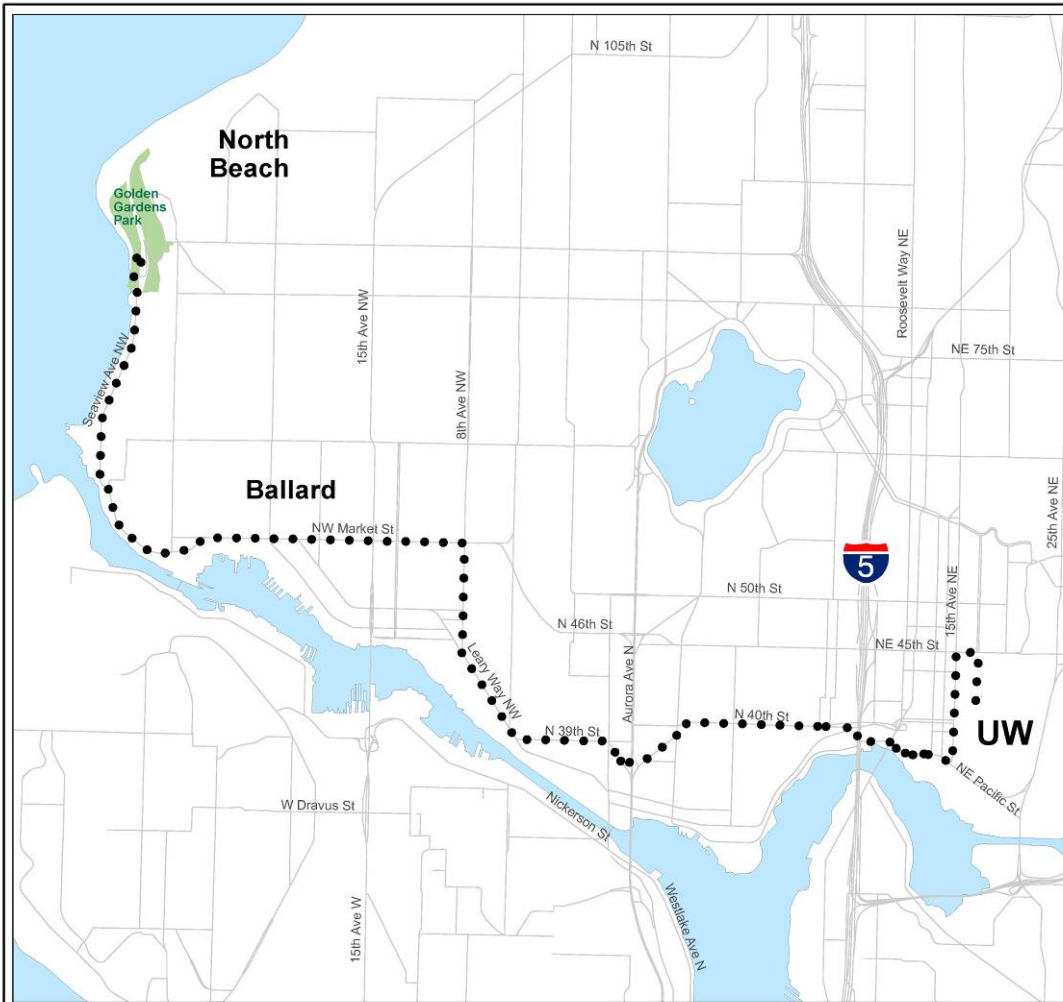 N 105th St
North
Beach
Golden
Gardens
Park
Roosevelt Way NE
15th Ave NW
8th Ave NW
NE 75th St
Seaview Ave NW
Ballard
NW Market St
25th Ave NE
5
N 50th St
15th Ave NE
N 46th St
NE 45th St
Leary Way NW
Aurora Ave N
N 40th St
N 39th St
UW
NE Pacific St
W Dravus St
Nickerson St
15th Ave W
Westlake Ave N